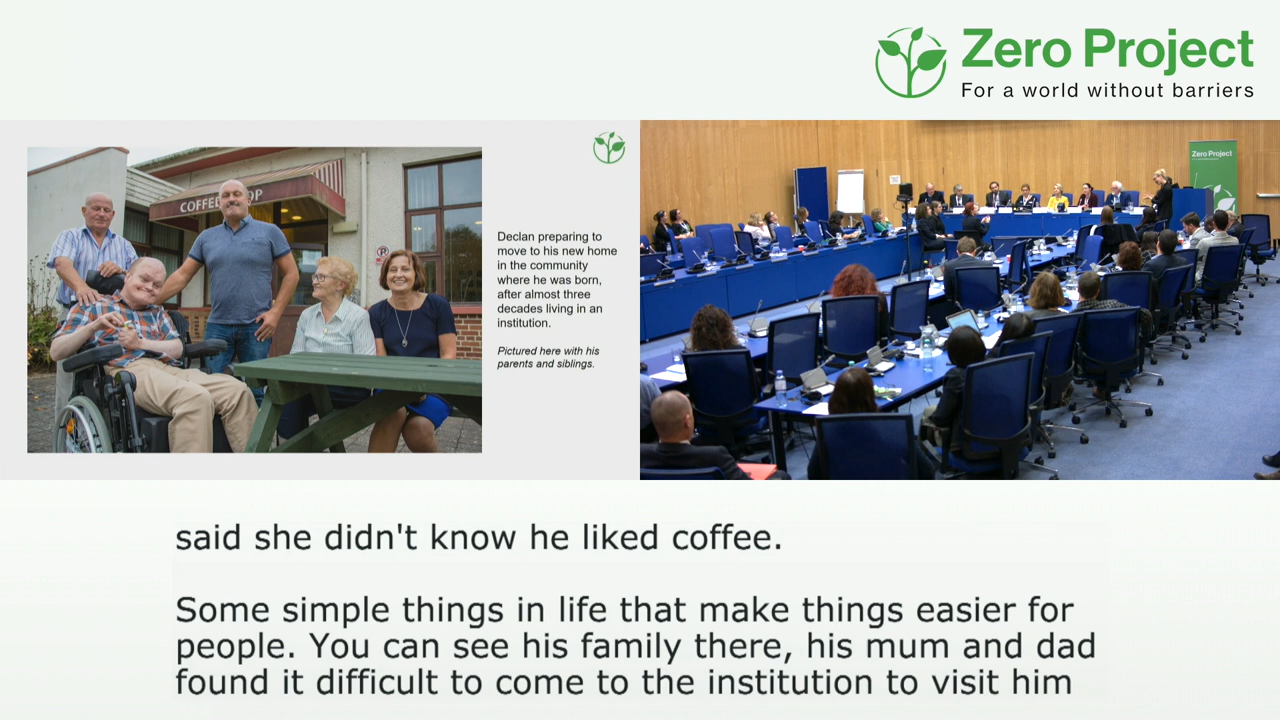 Zero Project
For a world without barriers
COFFEE SHOP
Declan preparing to
move to his new home
in the community
where he was born,
after almost three
decades living in an
institution.
Pictured here with his
parents and siblings.
Zero Project
said she didn't know he liked coffee.
Some simple things in life that make things easier for
people. You can see his family there, his mum and dad
found it difficult to come to the institution to visit him